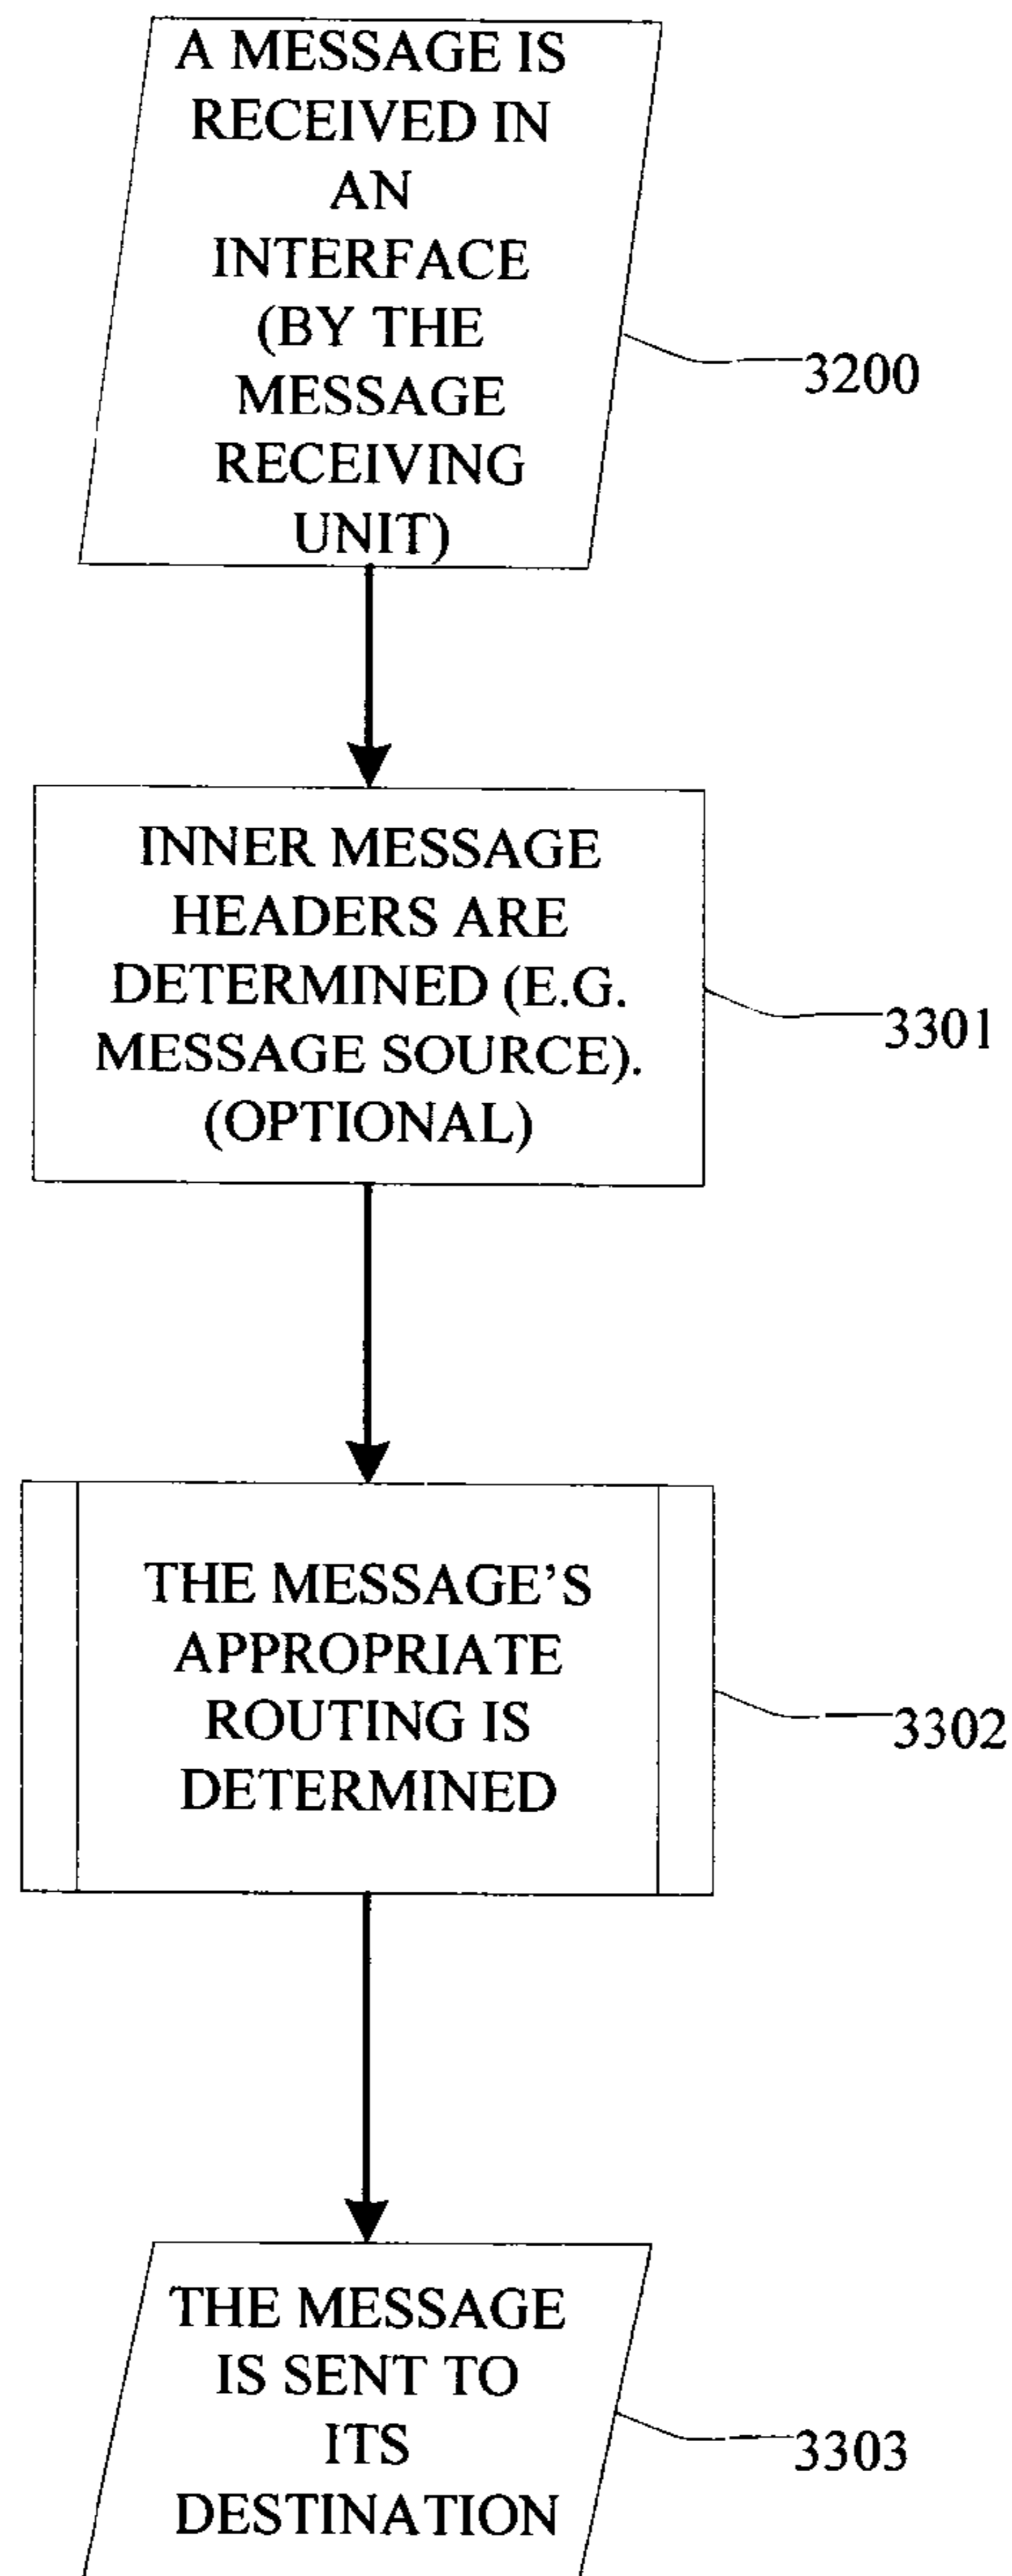 A MESSAGE IS
RECEIVED IN
AN
INTERFACE
(BY THE
MESSAGE
RECEIVING
UNIT)
3200
INNER MESSAGE
HEADERS ARE
DETERMINED (E.G.
MESSAGE SOURCE).
(OPTIONAL)
3301
THE MESSAGE’S
APPROPRIATE
ROUTING IS
DETERMINED
3302
THE MESSAGE
IS SENT TO
ITS
DESTINATION
3303